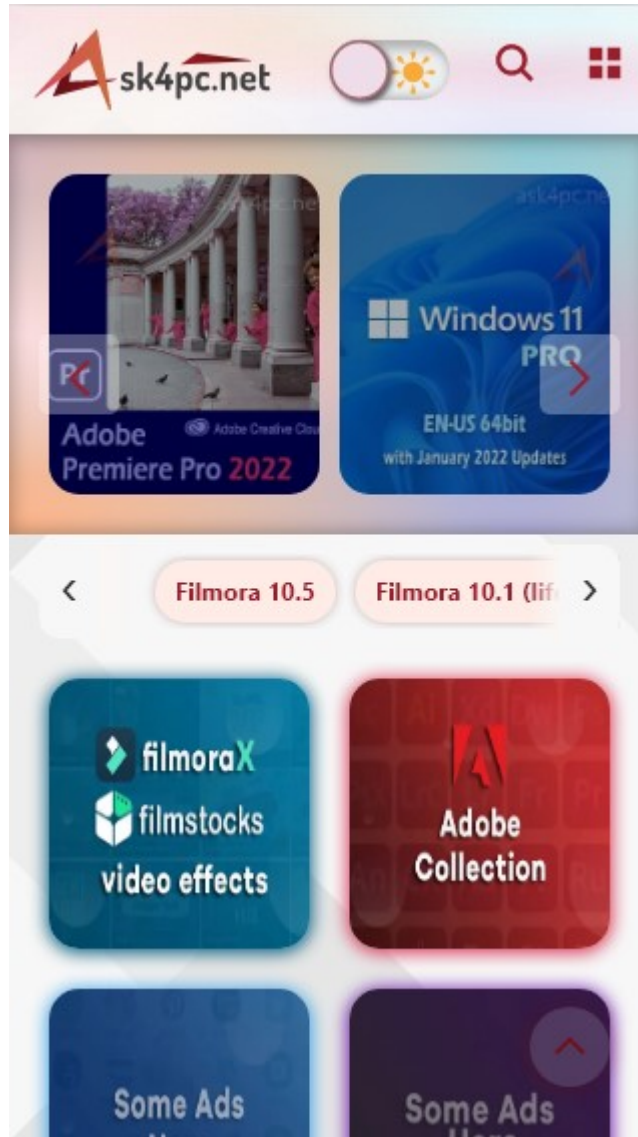 Ask4pc.net
ask4pc.net
ask4pc.net
Pr
Adobe
Adobe Creative Cloud
Premiere Pro 2022
Windows 11
PRO
EN-US 64bit
with January 2022 Updates
Filmora 10.5
Filmora 10.1 (lif
filmoraX
filmstocks
video effects
Adobe
Collection
Some Ads
Some Ads